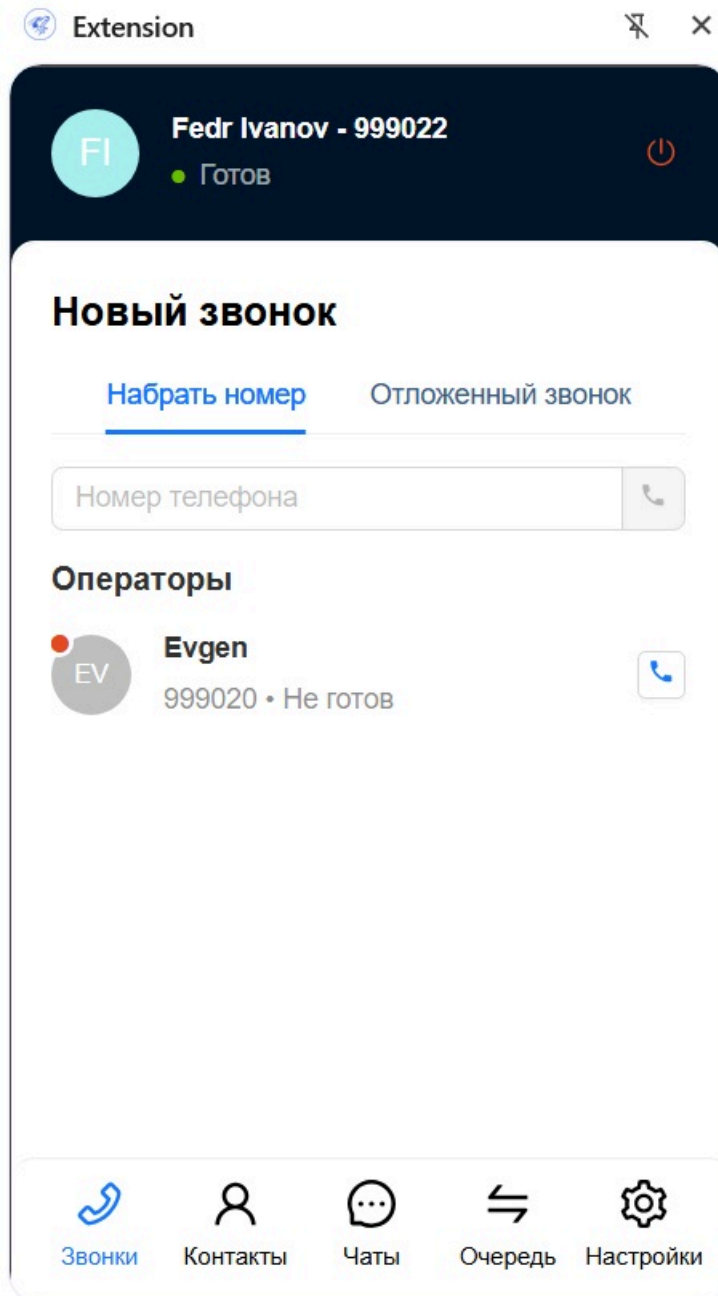 Extension
FI
Fedr Ivanov - 999022
Готов
Новый звонок
Набрать номер Отложенный звонок
Номер телефона
Операторы
EV
Evgen
999020 • Не готов
Звонки Контакты Чаты Очередь Настройки